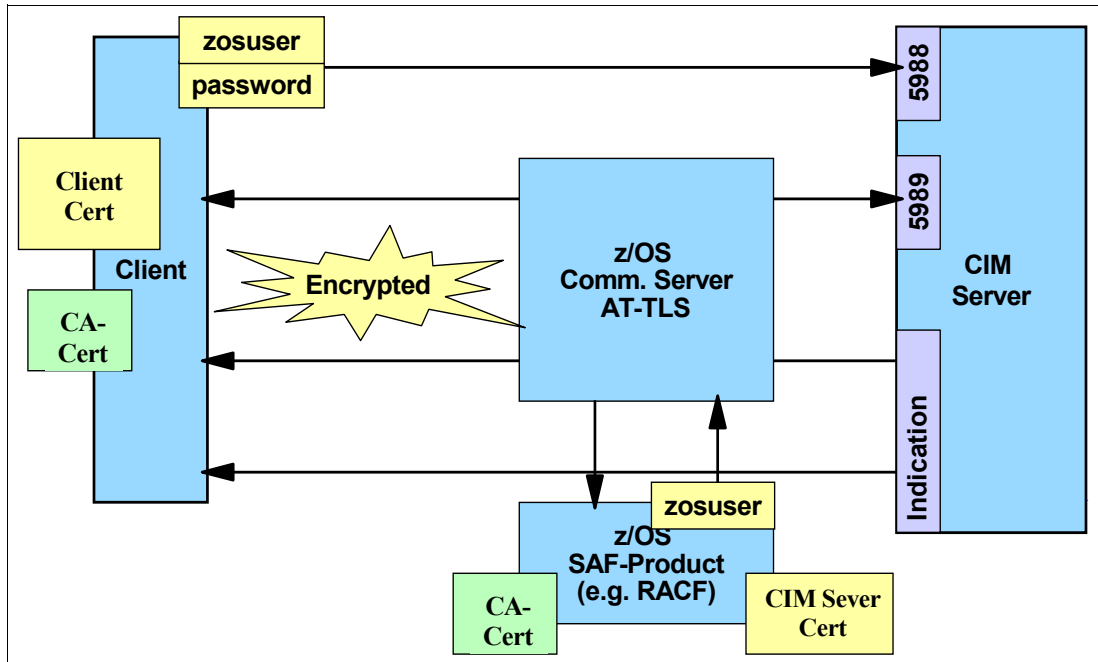 zosuser
password
5988
Client
Cert
5989
Client
Encrypted
z/OS
Comm. Server
AT-TLS
CIM
Server
CA-
Cert
Indication
zosuser
z/OS
SAF-Product
(e.g. RACF)
CA-
Cert
CIM Sever
Cert